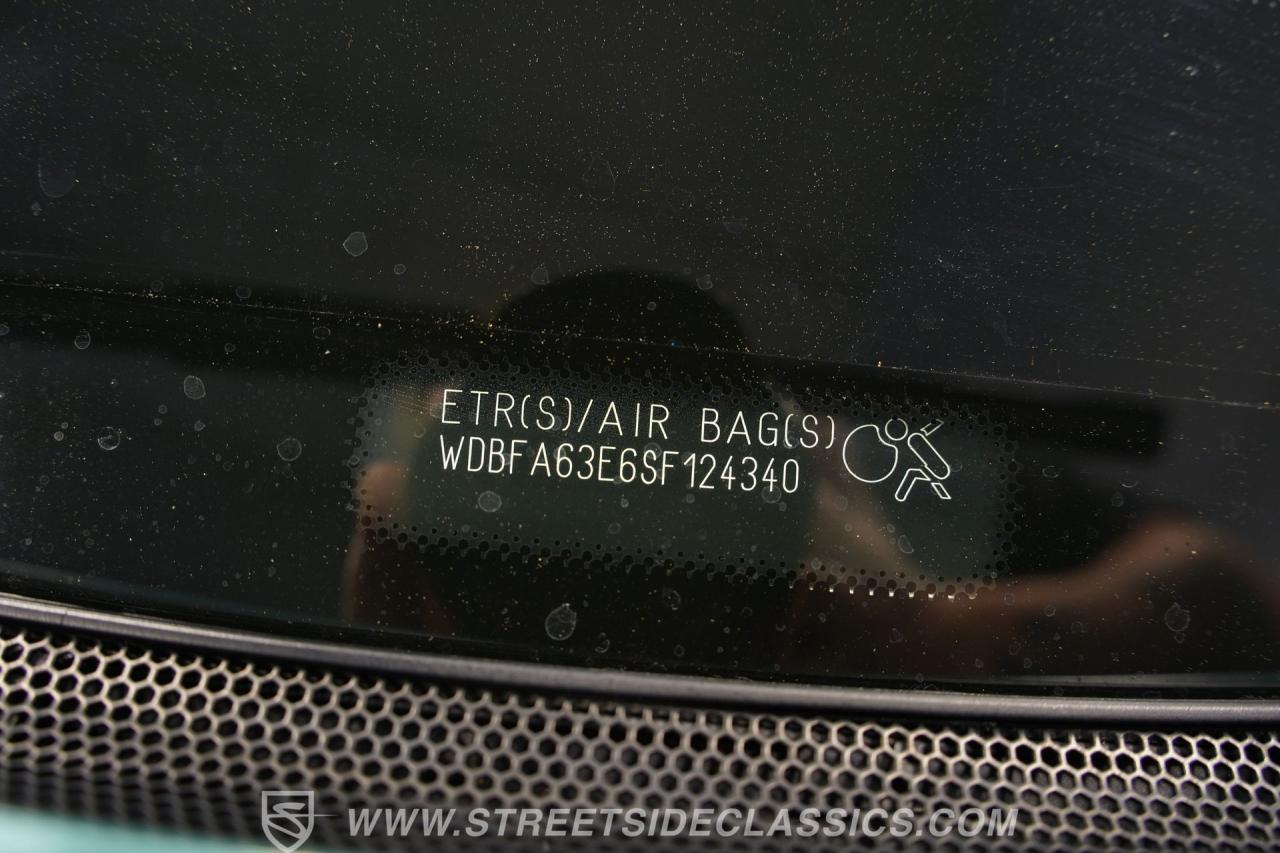 ETR(S)/AIR BAG(S)
WDBFA63E6SF124340
WWW.STREETSIDECLASSICS.COM